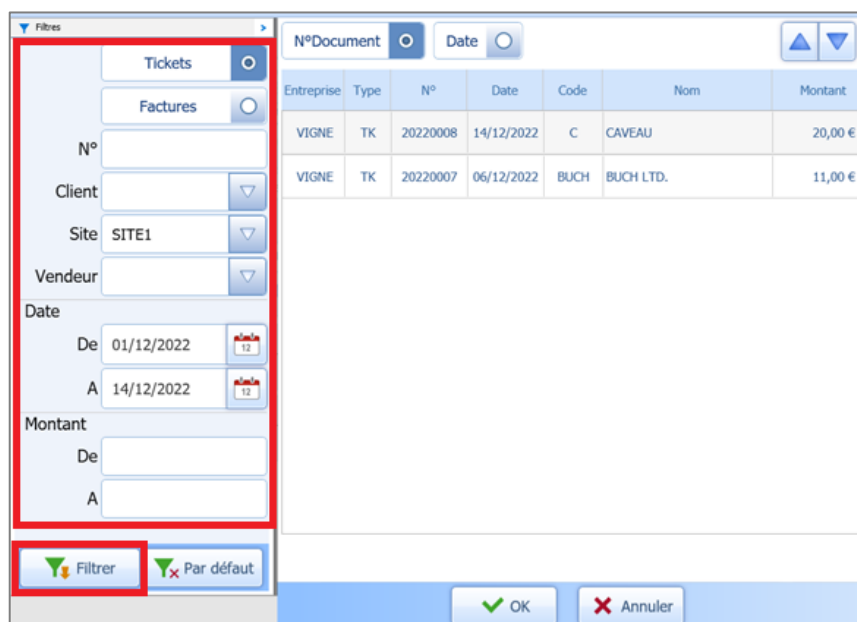 Filtres
Tickets
Factures
N°
Client
Site SITE1
Vendeur
Date
De 01/12/2022 12
A 14/12/2022 12
Montant
De
A
Filtrer Par défaut
N°Document Date
Entreprise Type N° Date Code Nom Montant
VIGNE TK 20220008 14/12/2022 C CAVEAU 20,00 €
VIGNE TK 20220007 06/12/2022 BUCH BUCH LTD. 11,00 €
OK Annuler